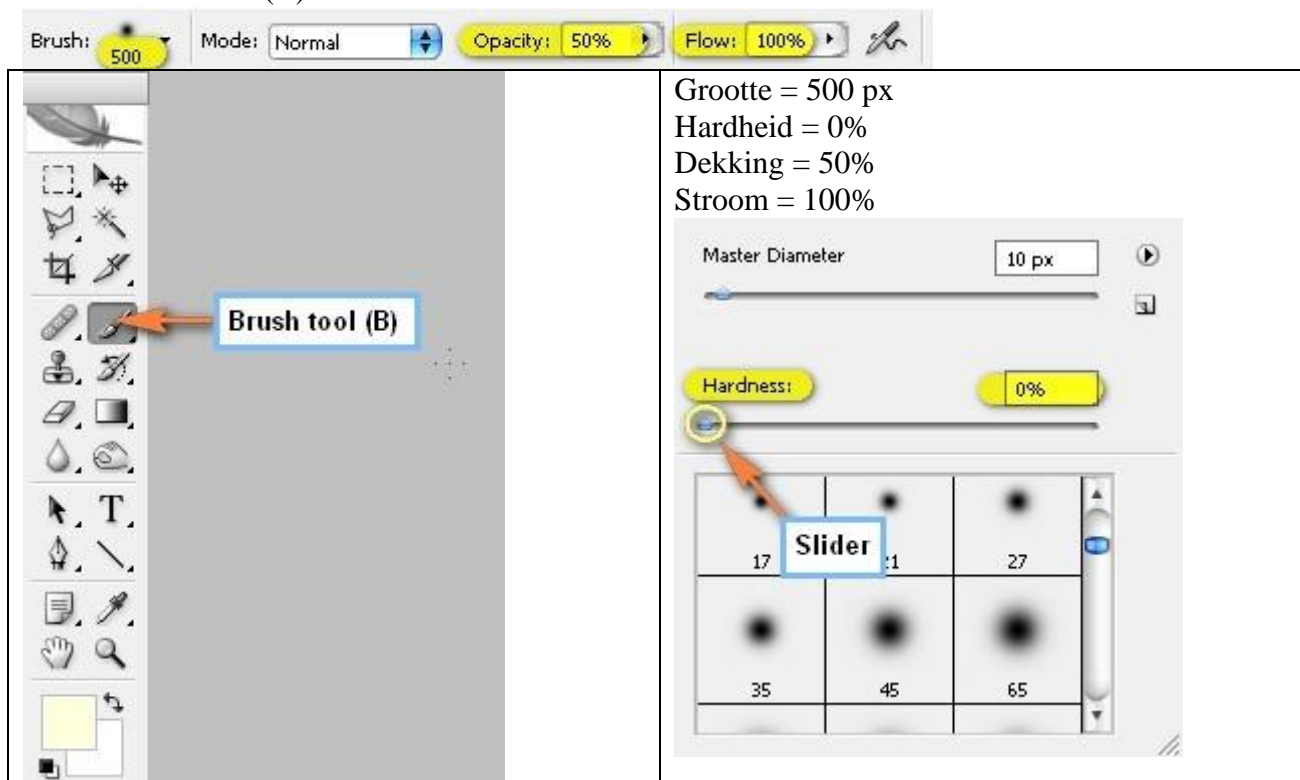 Brush: 500 Mode: Normal Opacity: 50% Flow: 100%
Brush tool (B)
T
Grootte = 500 px
Hardheid = 0%
Dekking = 50%
Stroom = 100%
Master Diameter 10 px
Hardness: 0%
Slider
17 21 27
35 45 65